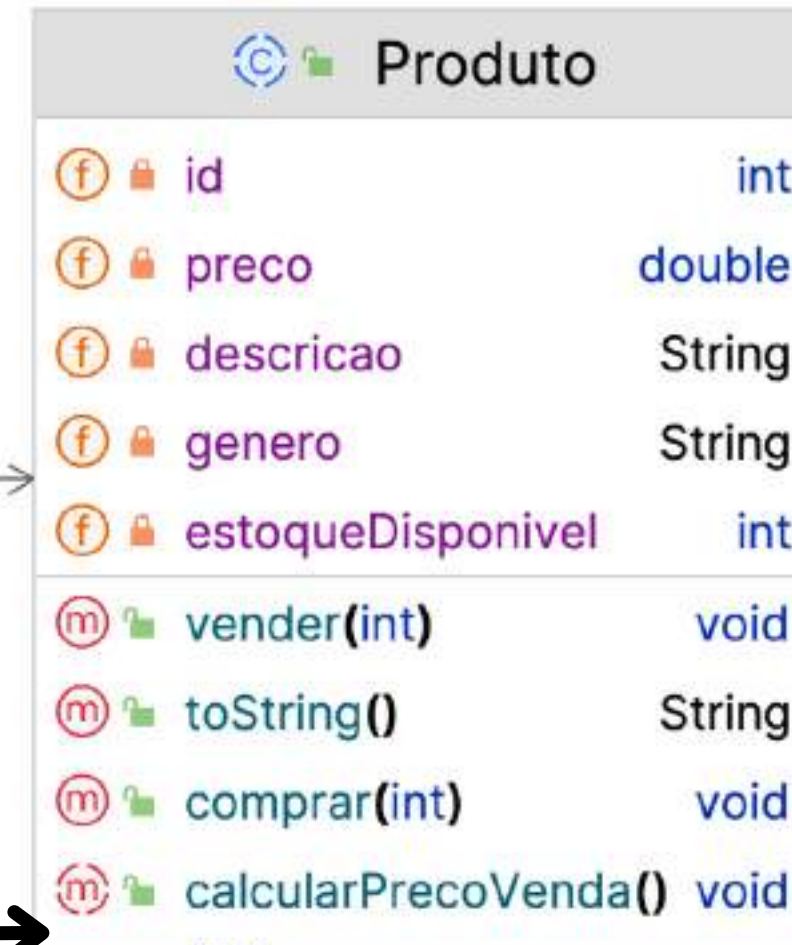 C Produto
f id int
f preco double
f descricao String
f genero String
f estoqueDisponivel int
m vender(int) void
m toString() String
m comprar(int) void
m calcularPrecoVenda() void